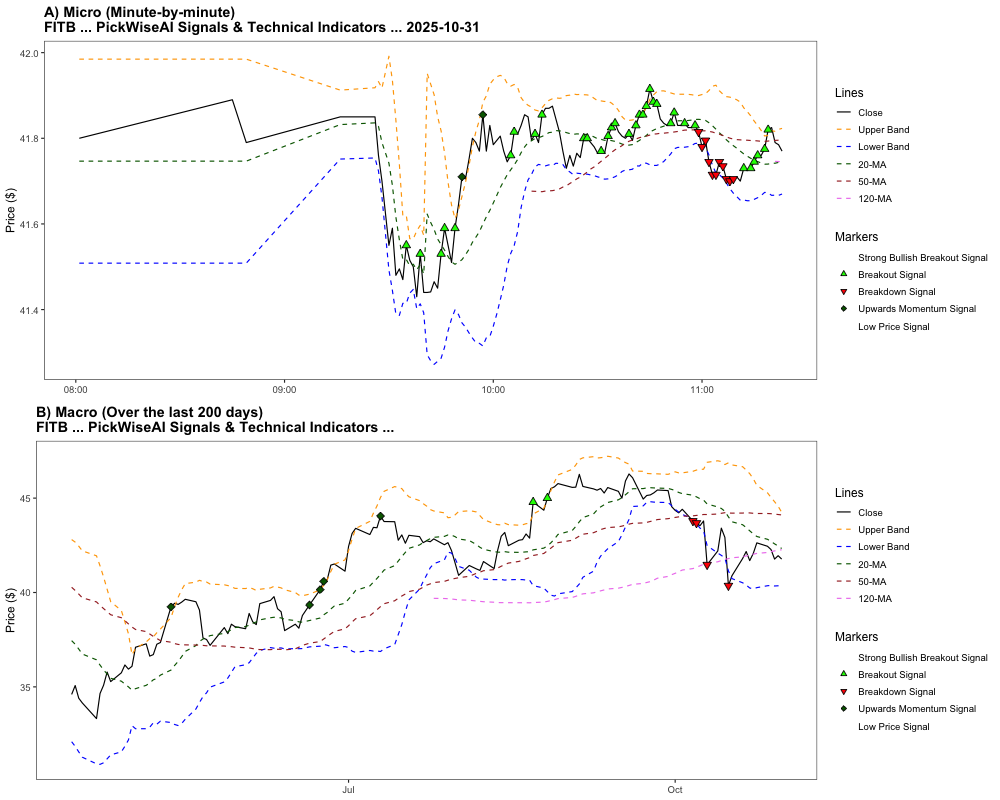 A) Micro (Minute-by-minute)
FITB ... PickWiseAI Signals & Technical Indicators ... 2025-10-31
Price ($)
42.0
41.8
41.6
41.4
08:00
09:00
10:00
11:00
Lines
Close
Upper Band
Lower Band
20-MA
50-MA
120-MA
Markers
Strong Bullish Breakout Signal
Breakout Signal
Breakdown Signal
Upwards Momentum Signal
Low Price Signal
B) Macro (Over the last 200 days)
FITB ... PickWiseAI Signals & Technical Indicators ...
Price ($)
45
40
35
Jul
Oct
Lines
Close
Upper Band
Lower Band
20-MA
50-MA
120-MA
Markers
Strong Bullish Breakout Signal
Breakout Signal
Breakdown Signal
Upwards Momentum Signal
Low Price Signal